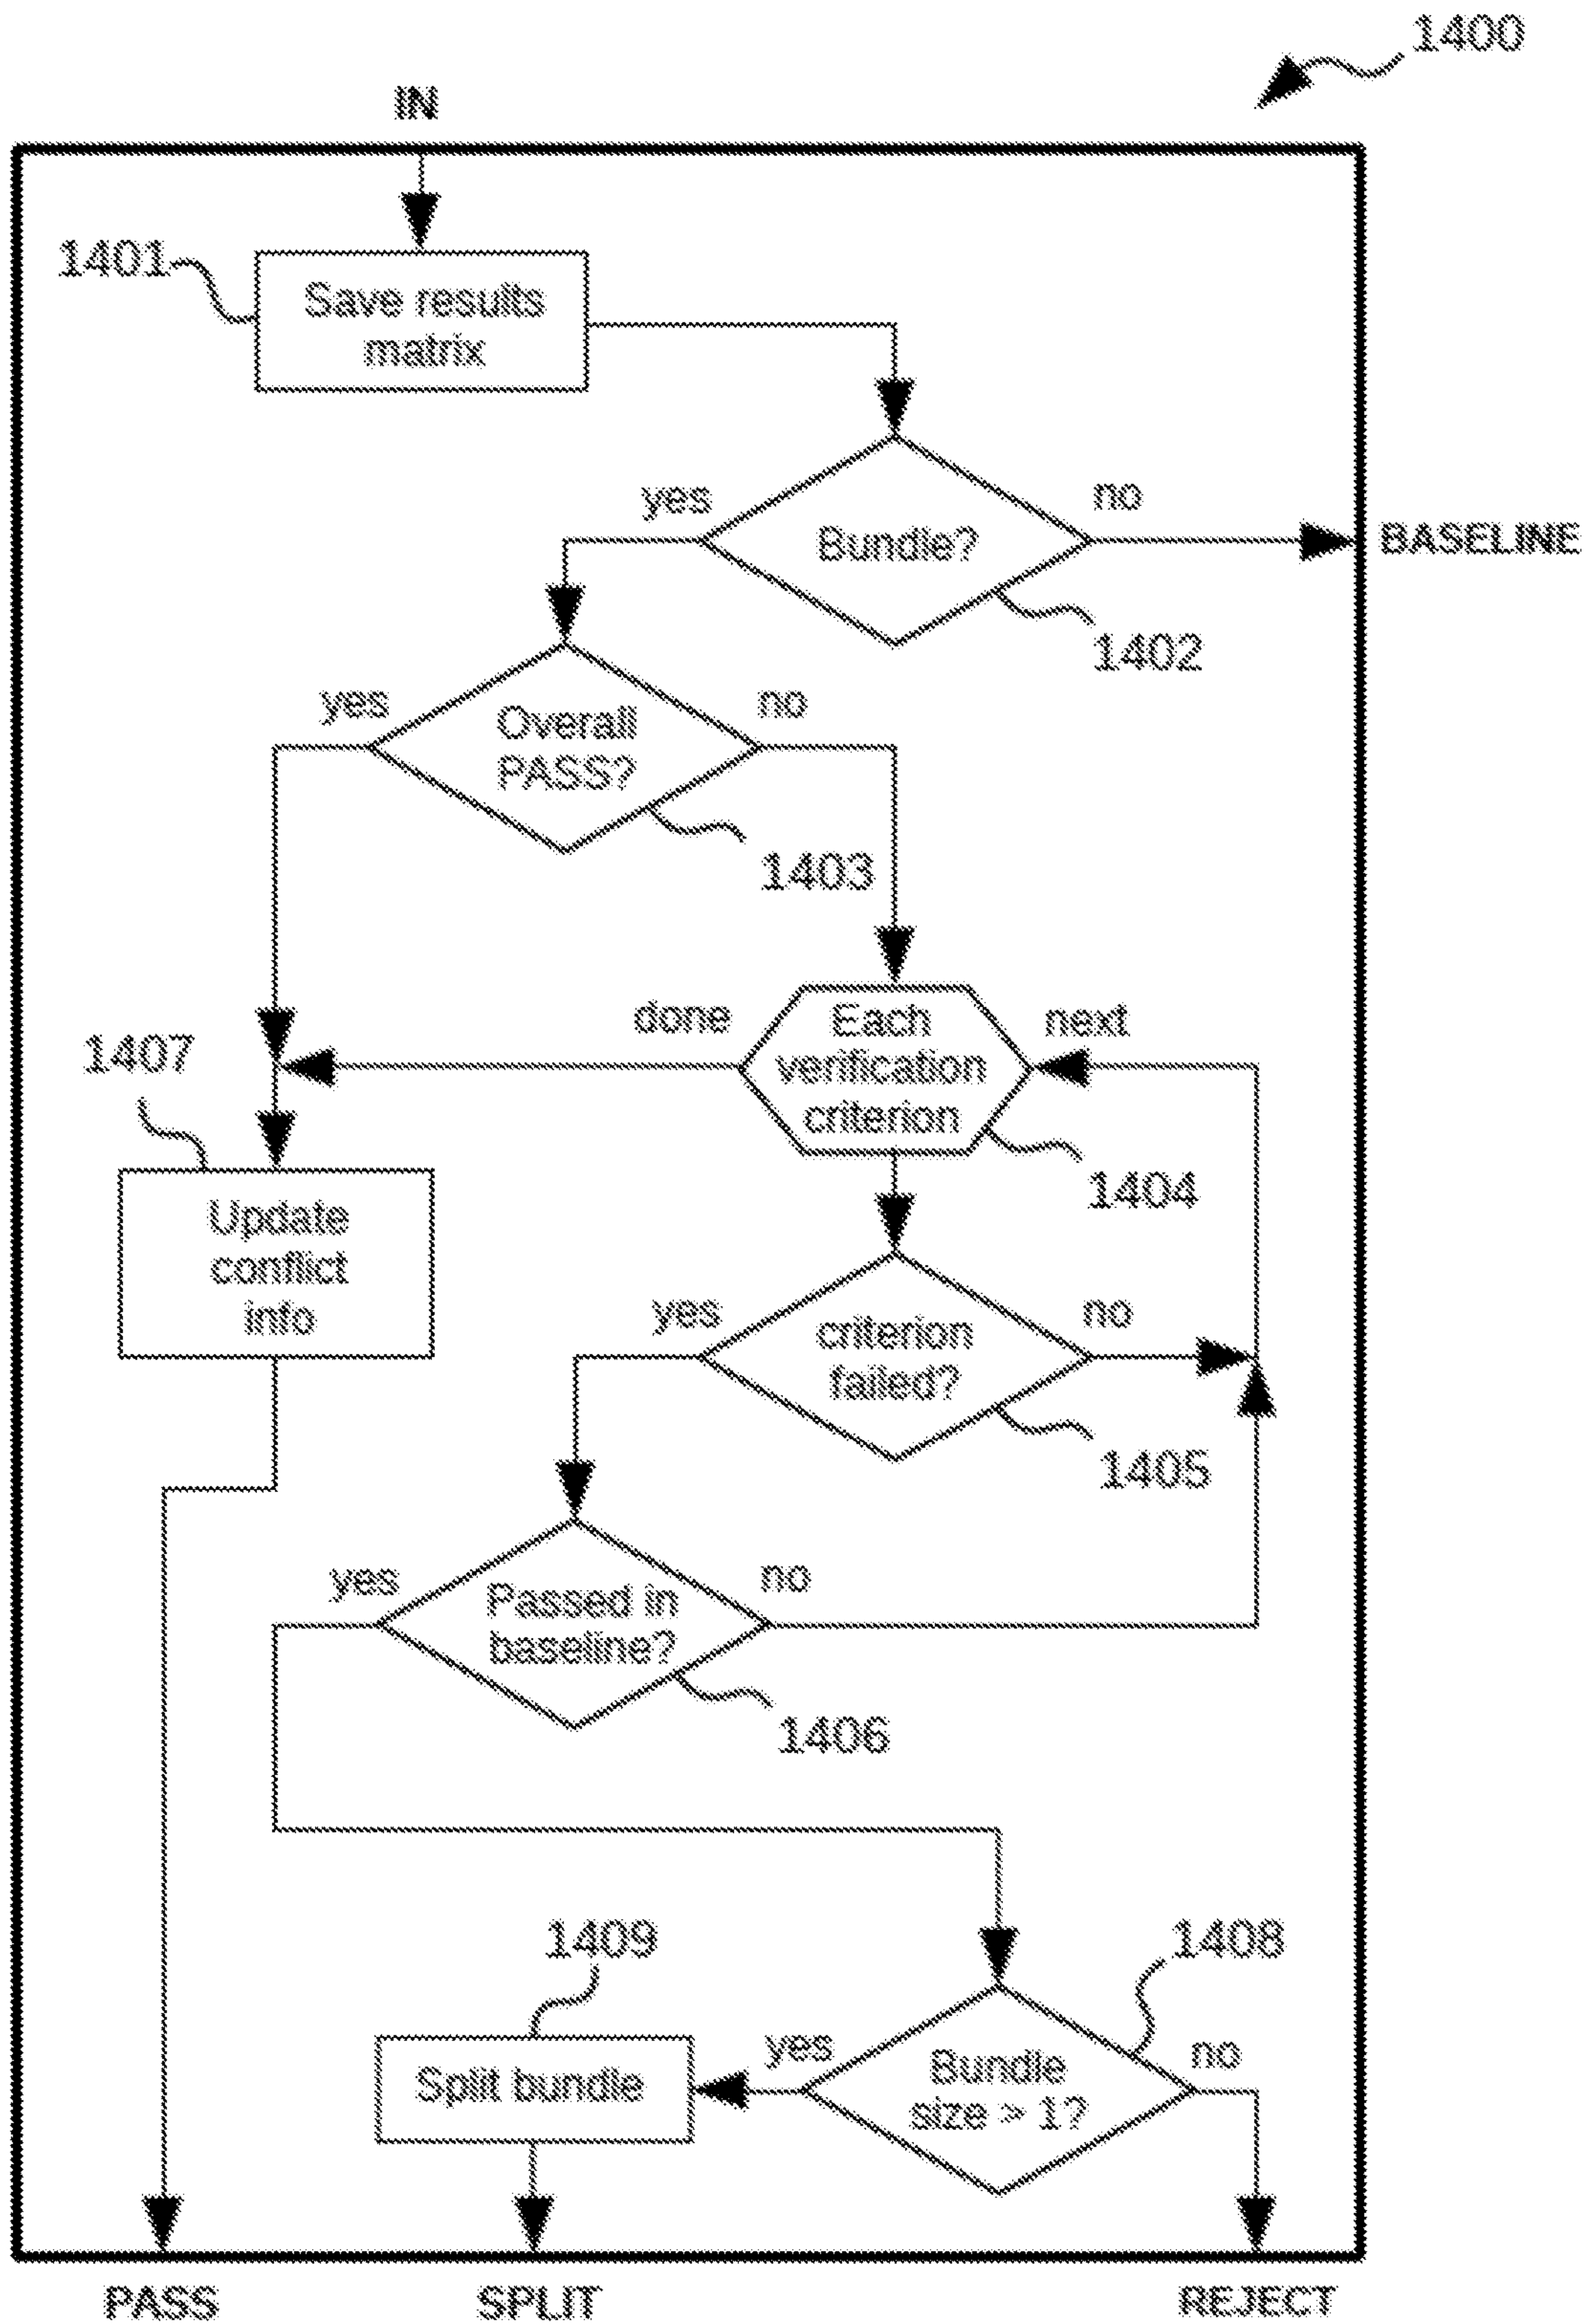 1400
IN
1401
Save results
matrix
yes
Bundle?
no
BASELINE
1402
yes
Overall
PASS?
no
1403
done
Each
verification
criterion
next
1407
1404
Update
conflict
info
yes
criterion
failed?
no
1405
yes
Passed in
baseline?
no
1406
1409
1408
Split bundle
yes
Bundle
size > 1?
no
PASS
SPLIT
REJECT